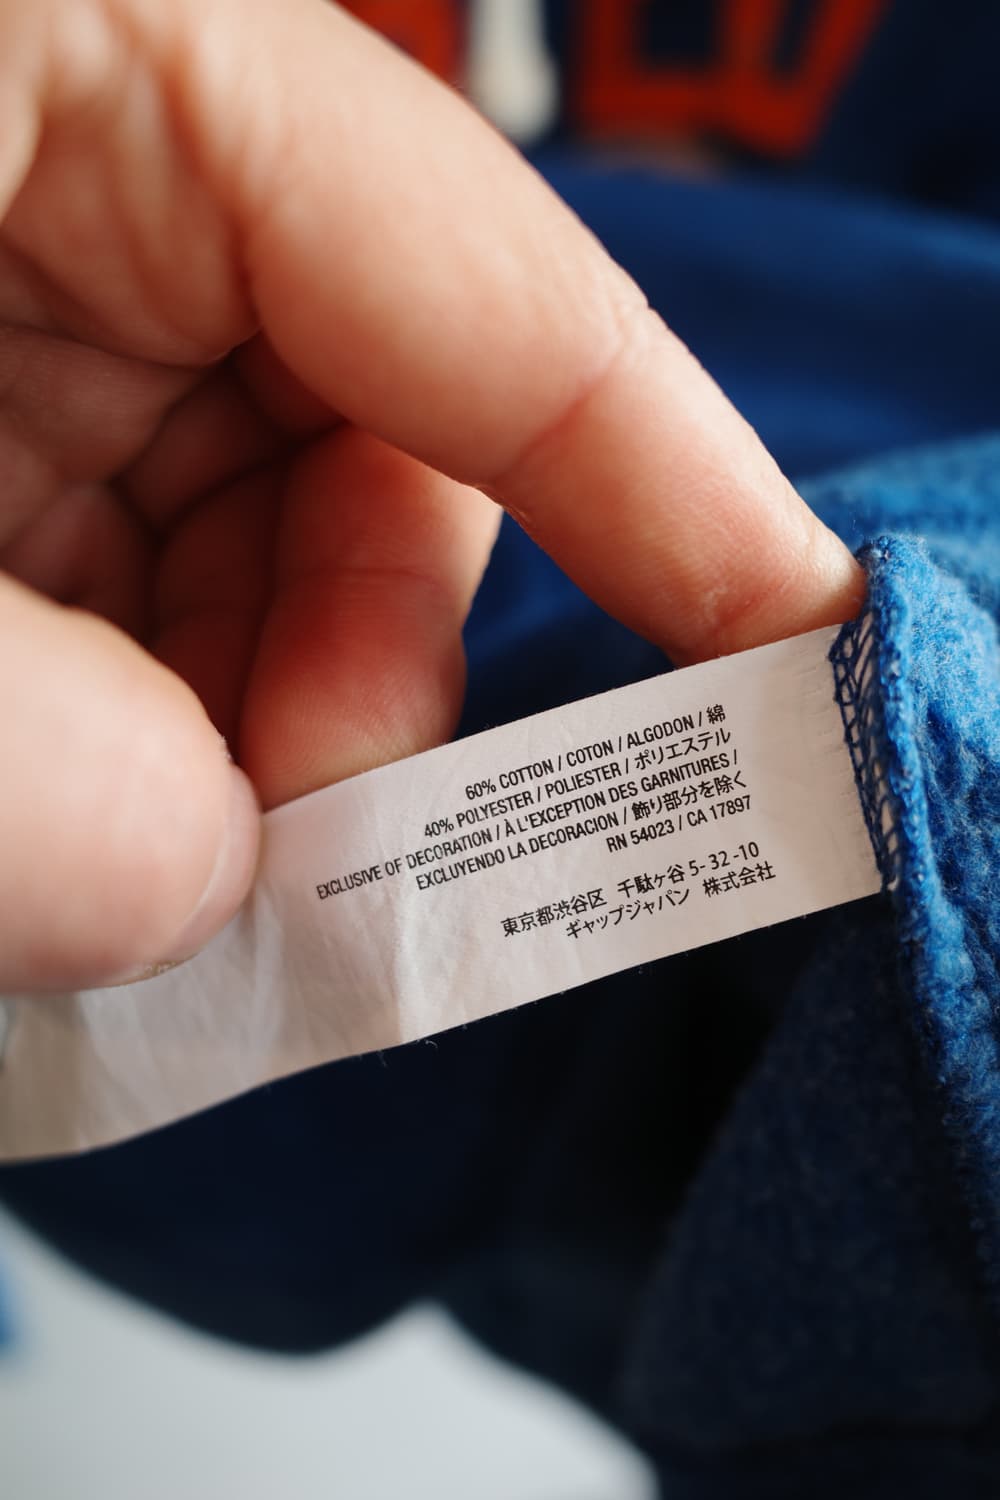 60% COTTON / COTON / ALGODON / 綿
40% POLYESTER / POLIESTER / ポリエステル
EXCLUSIVE OF DECORATION / À L'EXCEPTION DES GARNITURES /
EXCLUYENDO LA DECORACION / 飾り部分を除く
RN 54023 / CA 17897
東京都渋谷区 千駄ヶ谷 5-32-10
ギャップジャパン 株式会社